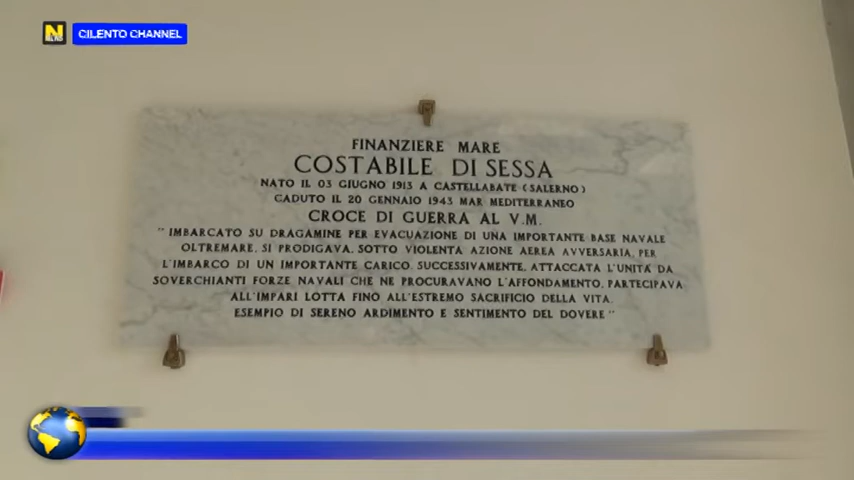 N
CILENTO CHANNEL
FINANZIERE MARE
COSTABILE DI SESSA
NATO IL 03 GIUGNO 1913 A CASTELLABATE (SALERNO)
CADUTO IL 20 GENNAIO 1943 MAR MEDITERRANEO
CROCE DI GUERRA AL V.M.
"IMBARCATO SU DRAGAMINE PER EVACUAZIONE DI UNA IMPORTANTE BASE NAVALE
OLTREMARE, SI PRODIGAVA, SOTTO VIOLENTA AZIONE AEREA AVVERSARIA, PER
L'IMBARCO DI UN IMPORTANTE CARICO. SUCCESSIVAMENTE, ATTACCATA L'UNITA' DA
SOVERCHIANTI FORZE NAVALI CHE NE PROCURAVANO L'AFFONDAMENTO, PARTECIPAVA
ALL'IMPARI LOTTA FINO ALL'ESTREMO SACRIFICIO DELLA VITA.
ESEMPIO DI SERENO ARDIMENTO E SENTIMENTO DEL DOVERE"